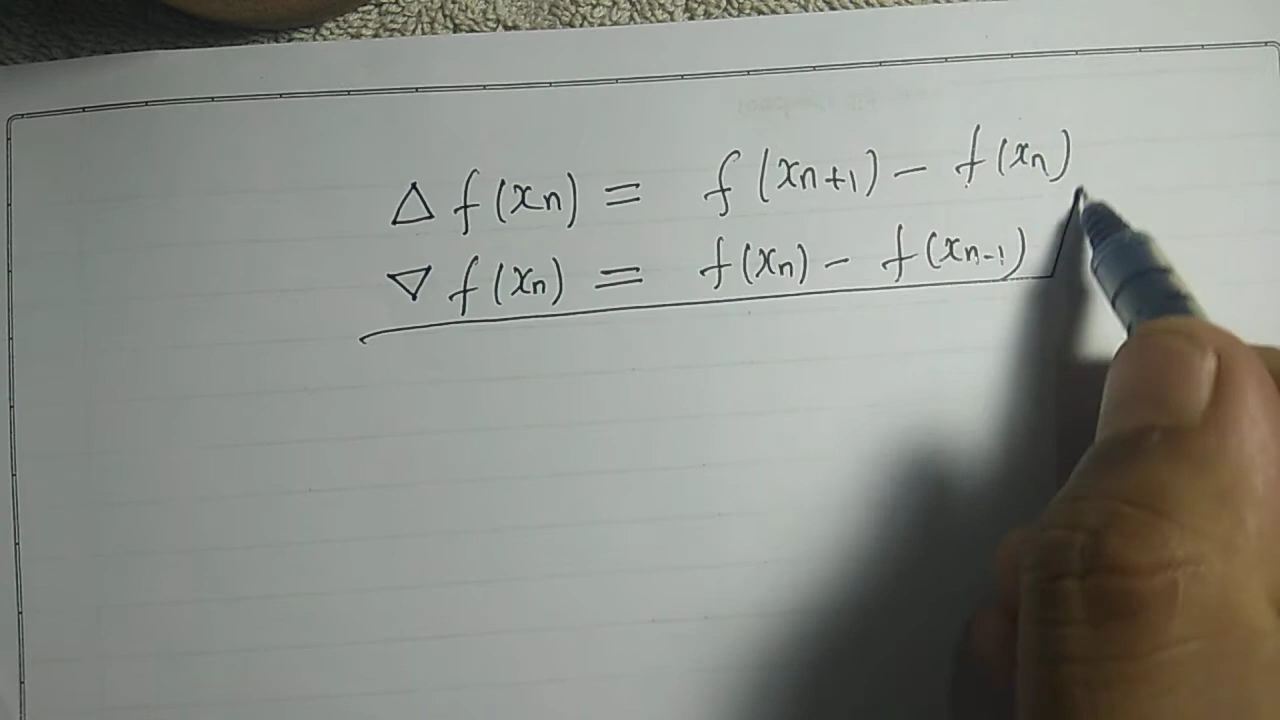 Δ f(xₙ) = f(xₙ₊₁) - f(xₙ)
∇ f(xₙ) = f(xₙ) - f(xₙ₋₁)